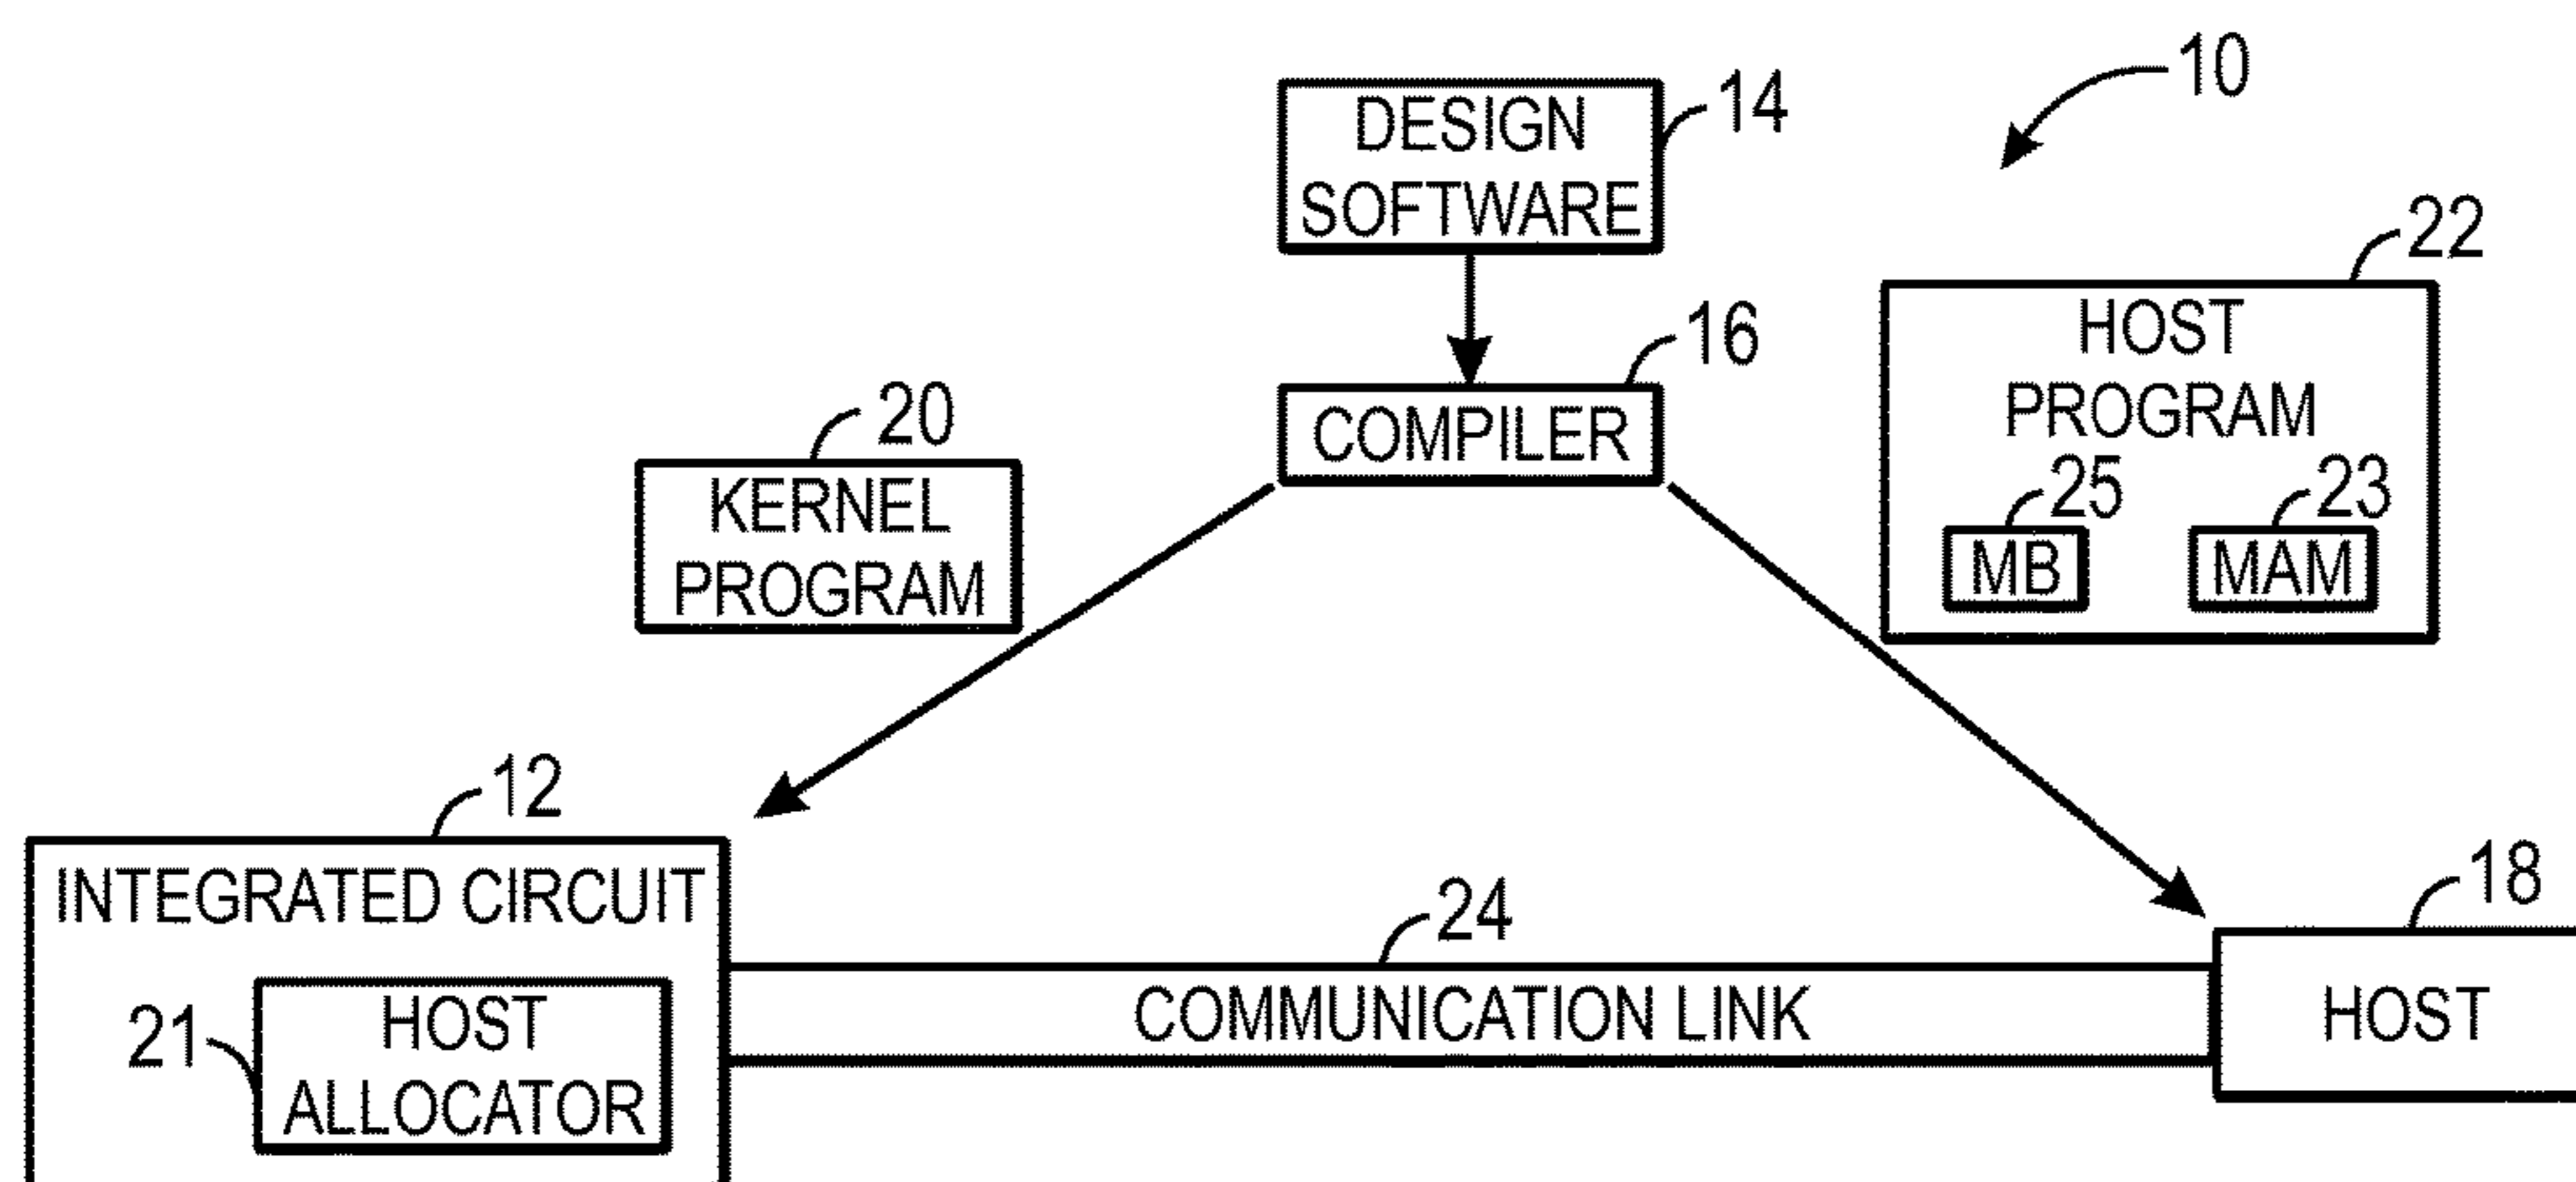 10
DESIGN
SOFTWARE
14
22
HOST
PROGRAM
25
23
MB
MAM
16
COMPILER
20
KERNEL
PROGRAM
12
INTEGRATED CIRCUIT
21
HOST
ALLOCATOR
24
COMMUNICATION LINK
18
HOST